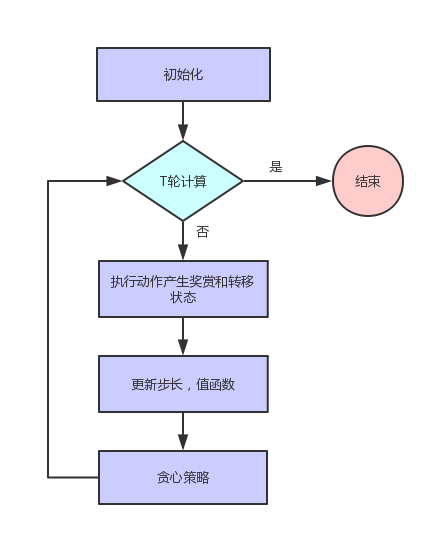 初始化
T轮计算
是
结束
否
执行动作产生奖赏和转移
状态
更新步长，值函数
贪心策略